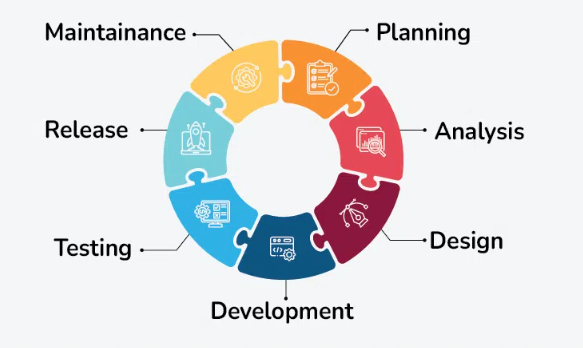 Maintainance
Planning
Release
Analysis
Testing
Design
Development